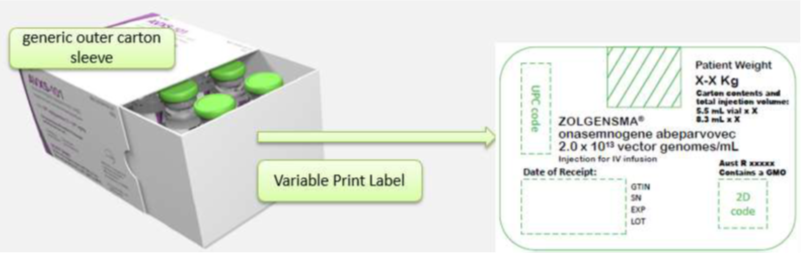 generic outer carton
sleeve
AVXS-101
Variable Print Label
UPC code
Patient Weight
X-X Kg
Carton contents and
total injection volume:
5.5 mL vial x X
8.3 mL x X
ZOLGENSMA®
onasemnogene abeparvovec
2.0 x 10¹³ vector genomes/mL
Injection for IV infusion
Aust R xxxxx
Contains a GMO
Date of Receipt:
GTIN
SN
EXP
LOT
2D
code